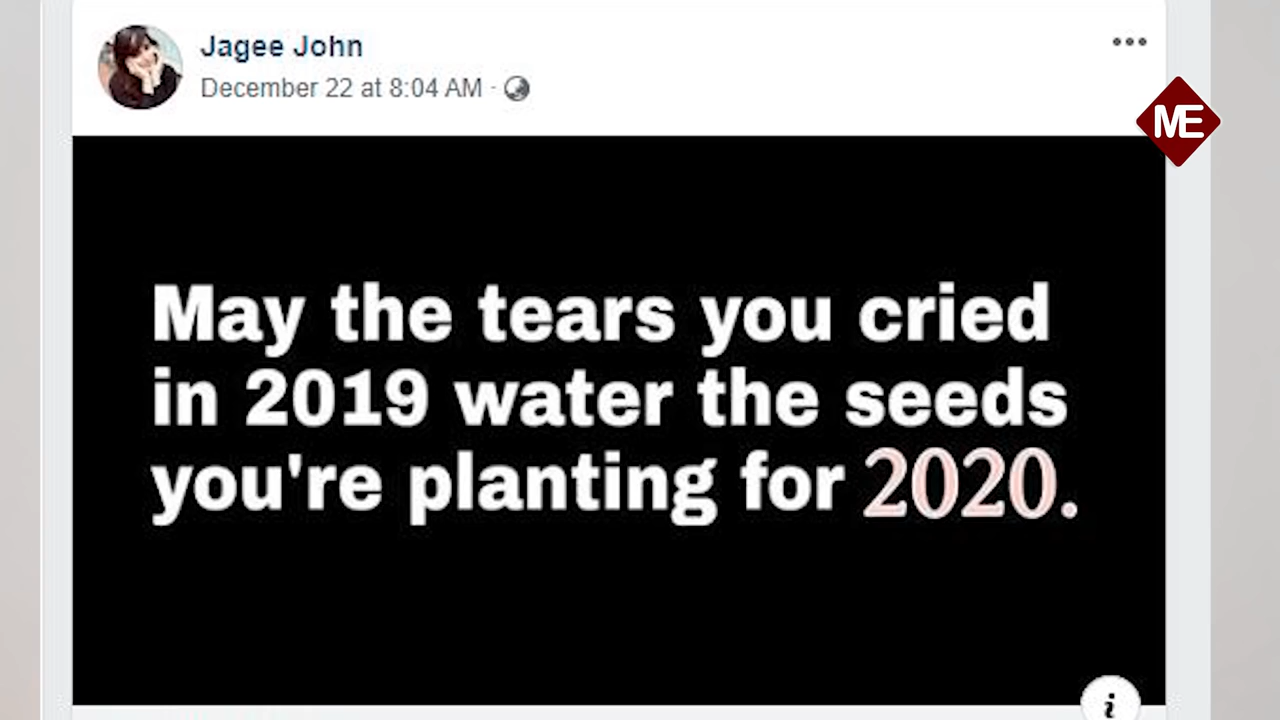 Jagee John
December 22 at 8:04 AM ·
ME
May the tears you cried
in 2019 water the seeds
you're planting for 2020.
i